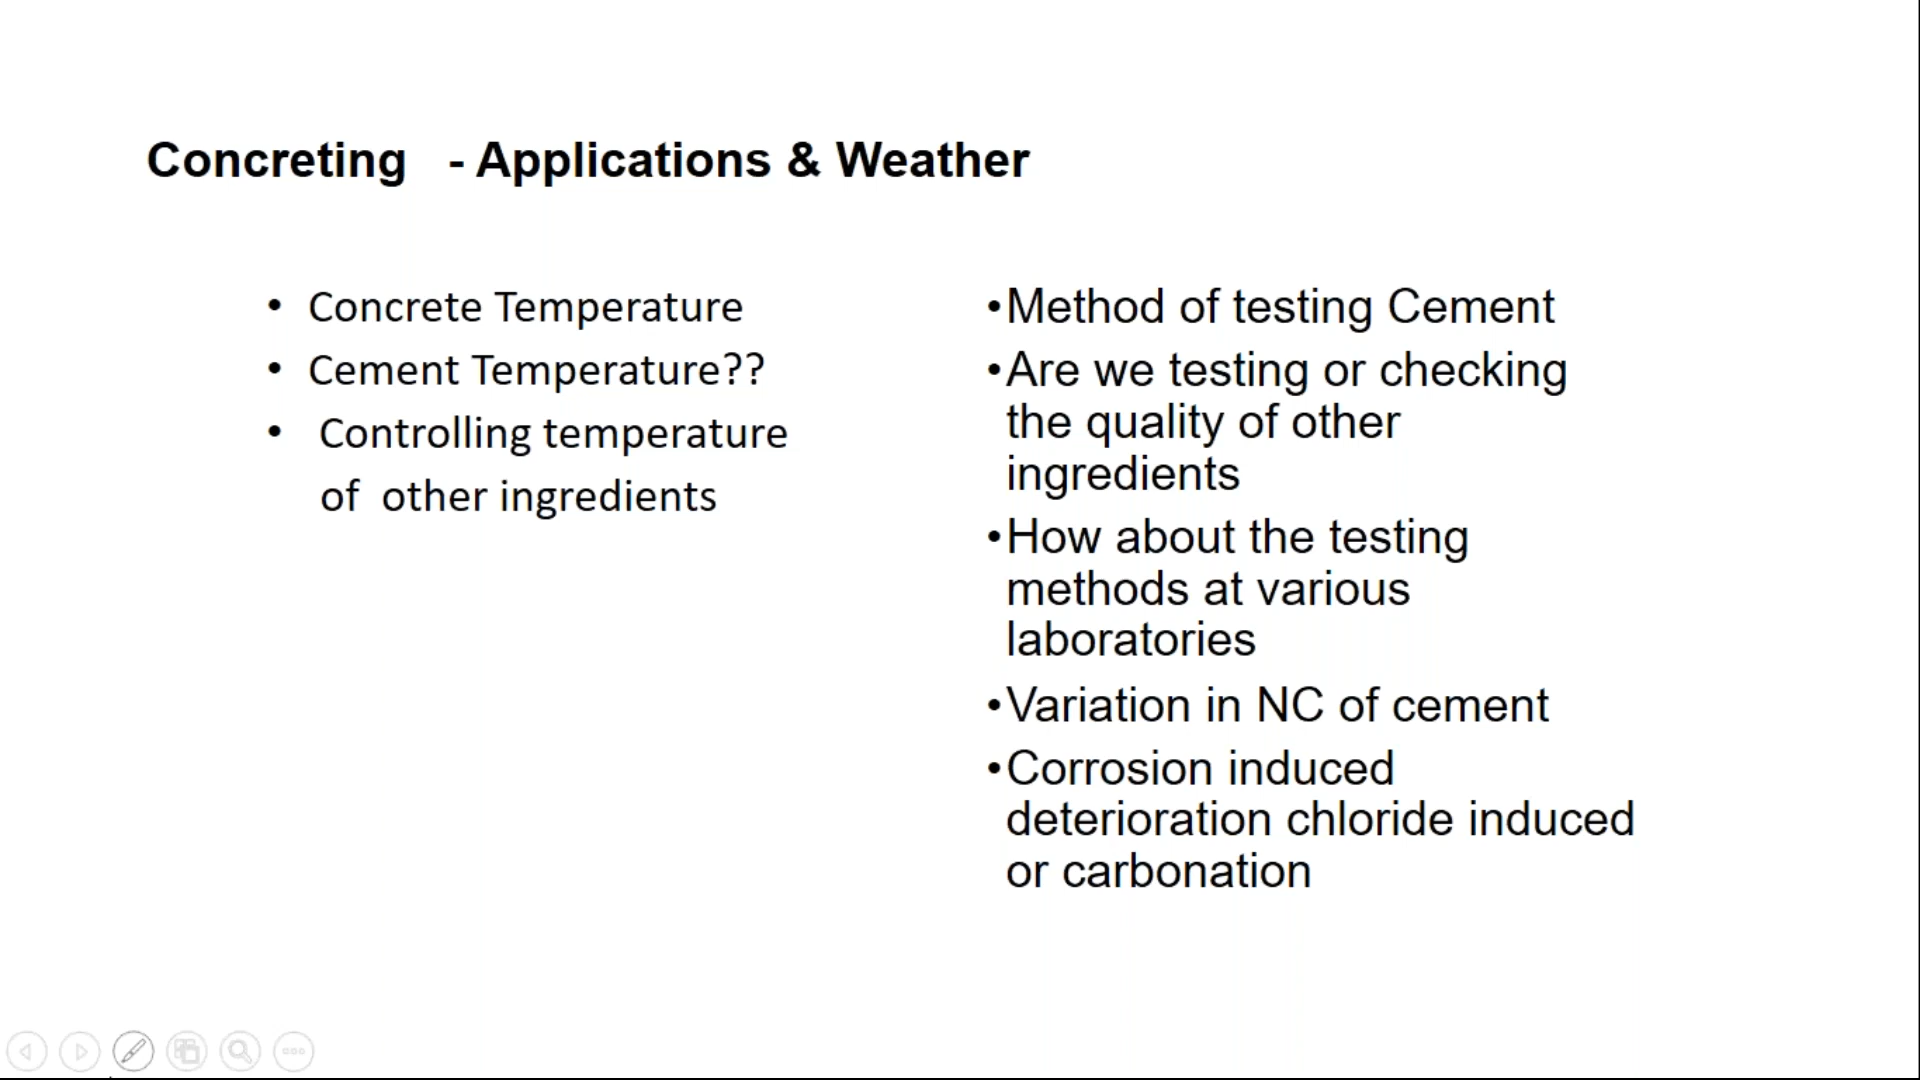 Concreting - Applications & Weather
• Concrete Temperature
• Cement Temperature??
• Controlling temperature
of other ingredients
•Method of testing Cement
•Are we testing or checking
the quality of other
ingredients
•How about the testing
methods at various
laboratories
•Variation in NC of cement
•Corrosion induced
deterioration chloride induced
or carbonation